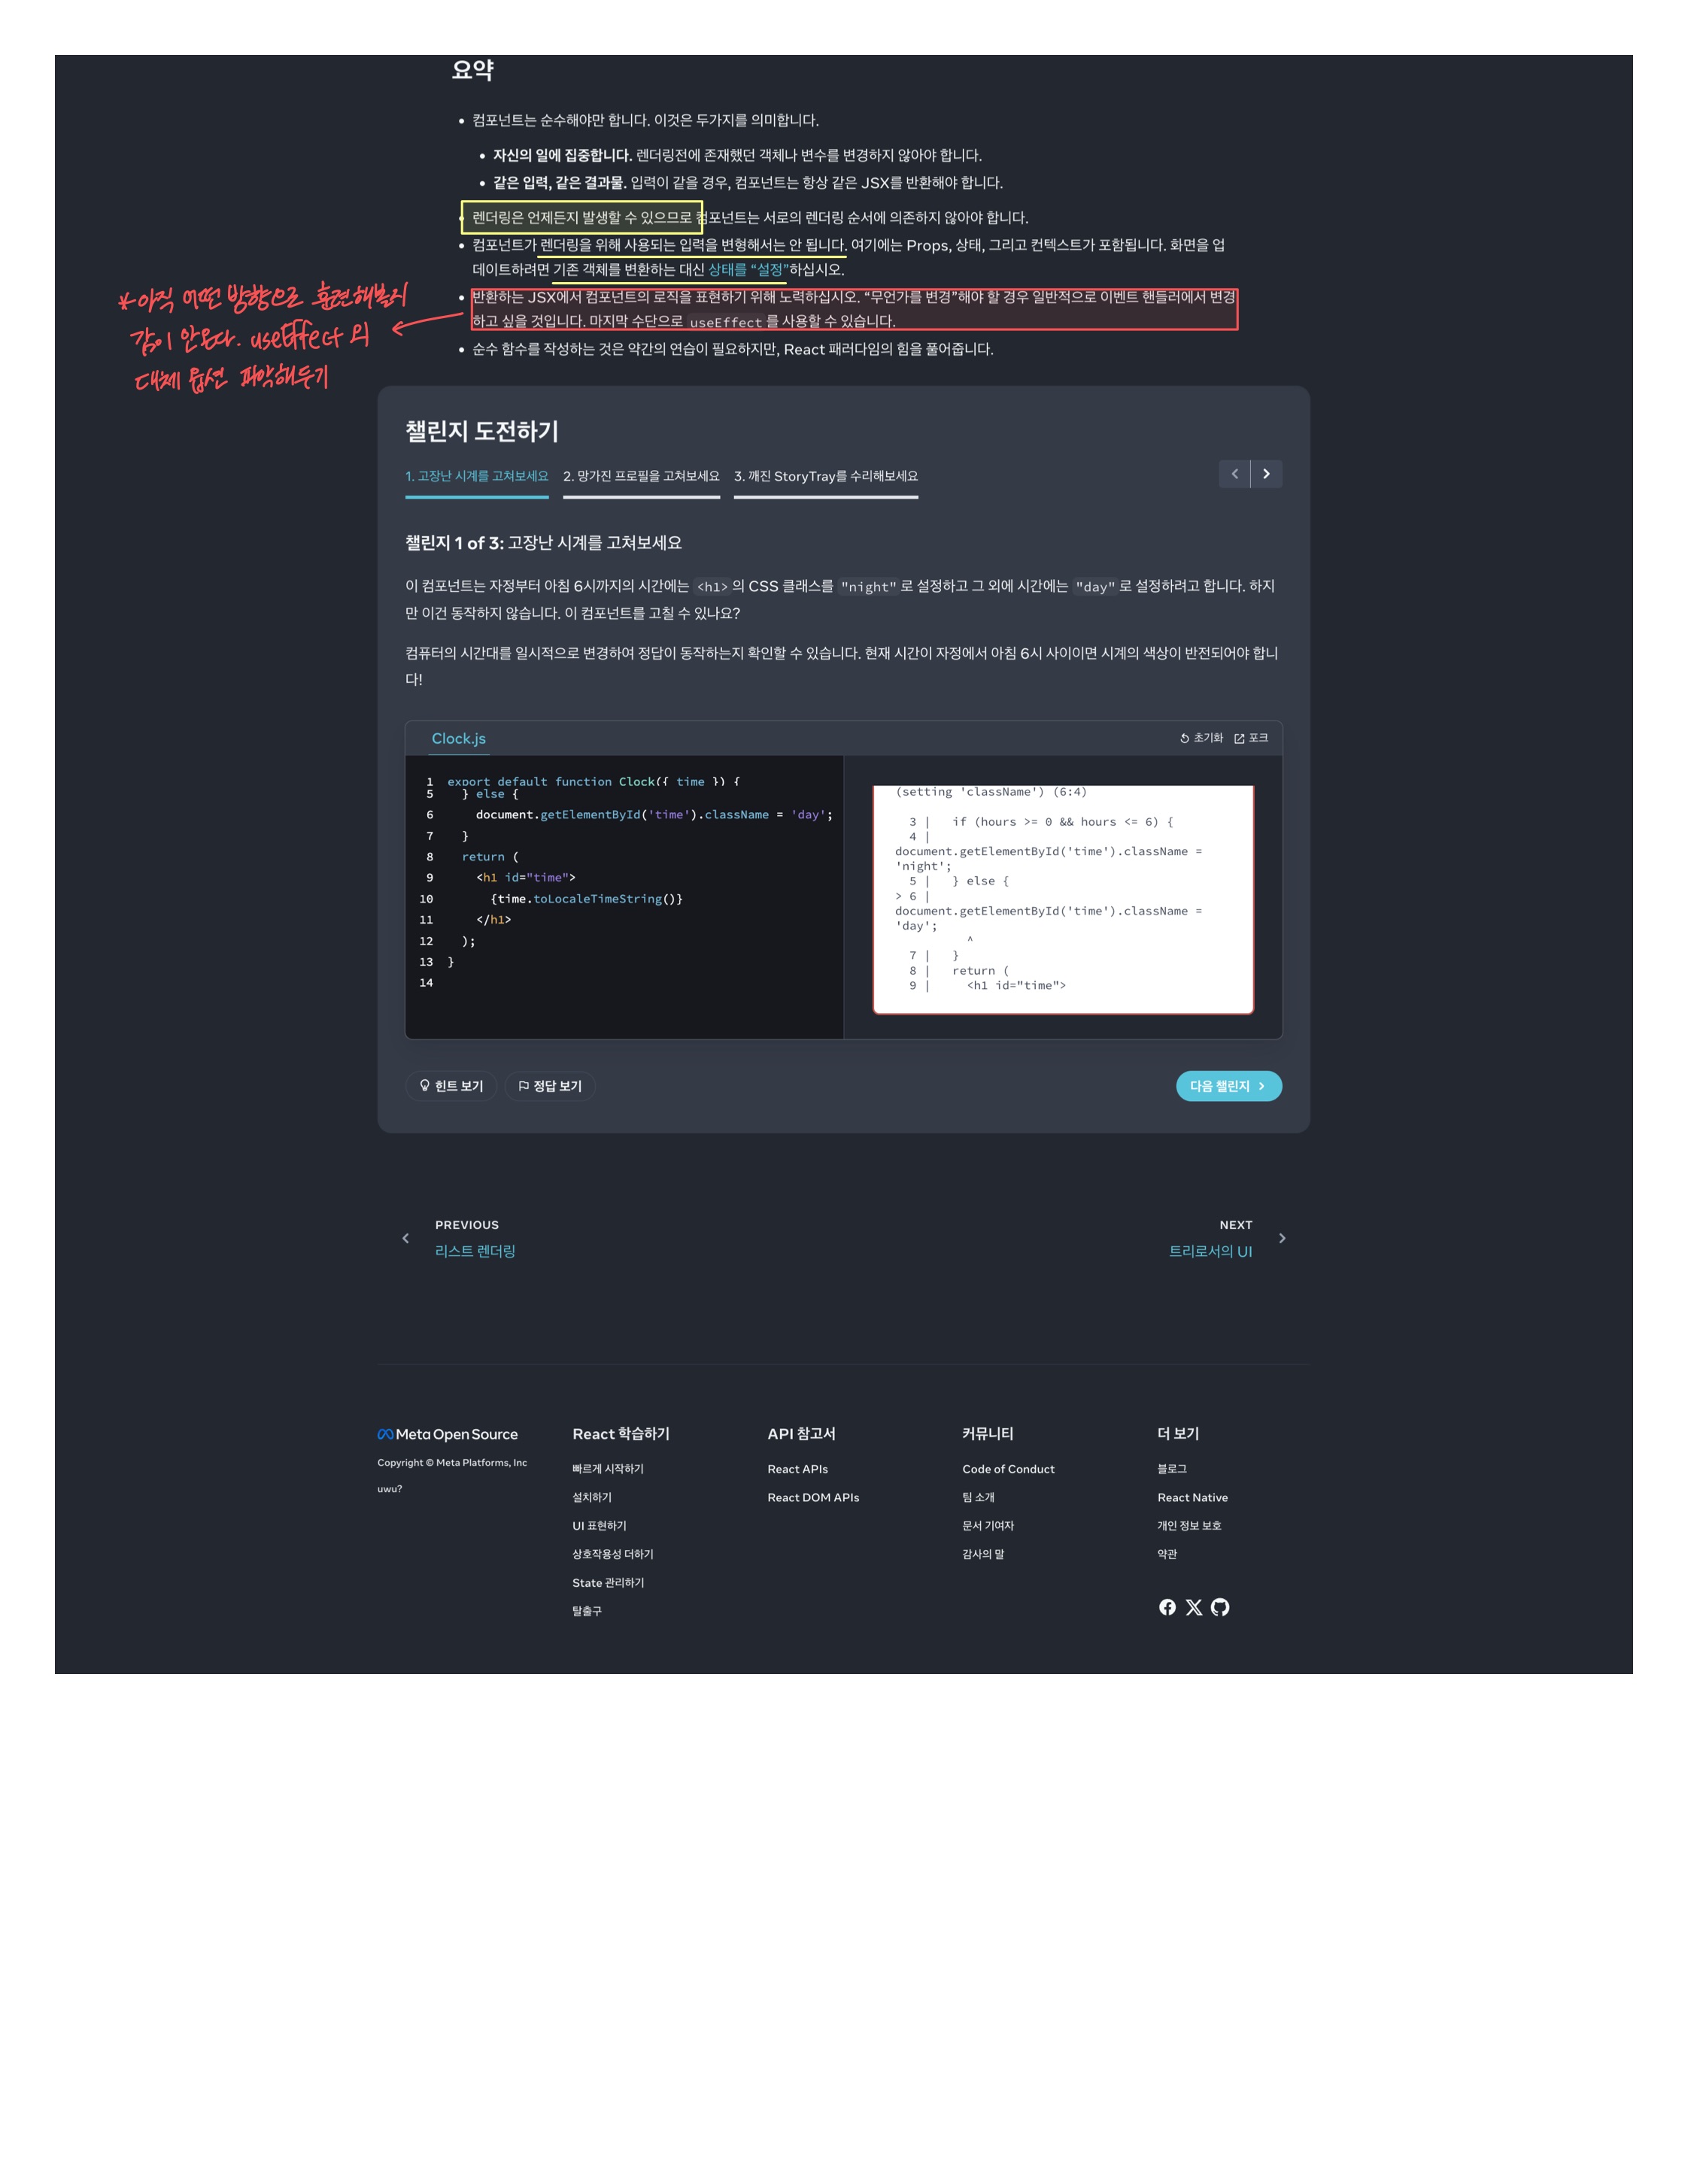 요약
• 컴포넌트는 순수해야만 합니다. 이것은 두가지를 의미합니다.
• 자신의 일에 집중합니다. 렌더링전에 존재했던 객체나 변수를 변경하지 않아야 합니다.
• 같은 입력, 같은 결과물. 입력이 같을 경우, 컴포넌트는 항상 같은 JSX를 반환해야 합니다.
• 렌더링은 언제든지 발생할 수 있으므로 컴포넌트는 서로의 렌더링 순서에 의존하지 않아야 합니다.
• 컴포넌트가 렌더링을 위해 사용되는 입력을 변형해서는 안 됩니다. 여기에는 Props, 상태, 그리고 컨텍스트가 포함됩니다. 화면을 업
데이트하려면 기존 객체를 변환하는 대신 상태를 “설정”하십시오.
• 반환하는 JSX에서 컴포넌트의 로직을 표현하기 위해 노력하십시오. “무언가를 변경”해야 할 경우 일반적으로 이벤트 핸들러에서 변경
하고 싶을 것입니다. 마지막 수단으로 useEffect를 사용할 수 있습니다.
• 순수 함수를 작성하는 것은 약간의 연습이 필요하지만, React 패러다임의 힘을 풀어줍니다.
*아직 어떤 방향으로 훈련해볼지
감이 안온다. useEffect 외
대체 옵션 파악해두기
챌린지 도전하기
1. 고장난 시계를 고쳐보세요 2. 망가진 프로필을 고쳐보세요 3. 깨진 StoryTray를 수리해보세요
챌린지 1 of 3: 고장난 시계를 고쳐보세요
이 컴포넌트는 자정부터 아침 6시까지의 시간에는 <h1>의 CSS 클래스를 "night"로 설정하고 그 외에 시간에는 "day"로 설정하려고 합니다. 하지
만 이건 동작하지 않습니다. 이 컴포넌트를 고칠 수 있나요?
컴퓨터의 시간대를 일시적으로 변경하여 정답이 동작하는지 확인할 수 있습니다. 현재 시간이 자정에서 아침 6시 사이이면 시계의 색상이 반전되어야 합니
다!
Clock.js 초기화 포크
1 export default function Clock({ time }) {
5 } else {
6 document.getElementById('time').className = 'day';
7 }
8 return (
9 <h1 id="time">
10 {time.toLocaleTimeString()}
11 </h1>
12 );
13 }
14
(setting 'className') (6:4)
3 | if (hours >= 0 && hours <= 6) {
4 |
document.getElementById('time').className =
'night';
5 | } else {
> 6 |
document.getElementById('time').className =
'day';
^
7 | }
8 | return (
9 | <h1 id="time">
힌트 보기 정답 보기 다음 챌린지
PREVIOUS
리스트 렌더링
NEXT
트리로서의 UI
Meta Open Source
Copyright © Meta Platforms, Inc
uwu?
React 학습하기
빠르게 시작하기
설치하기
UI 표현하기
상호작용성 더하기
State 관리하기
탈출구
API 참고서
React APIs
React DOM APIs
커뮤니티
Code of Conduct
팀 소개
문서 기여자
감사의 말
더 보기
블로그
React Native
개인 정보 보호
약관